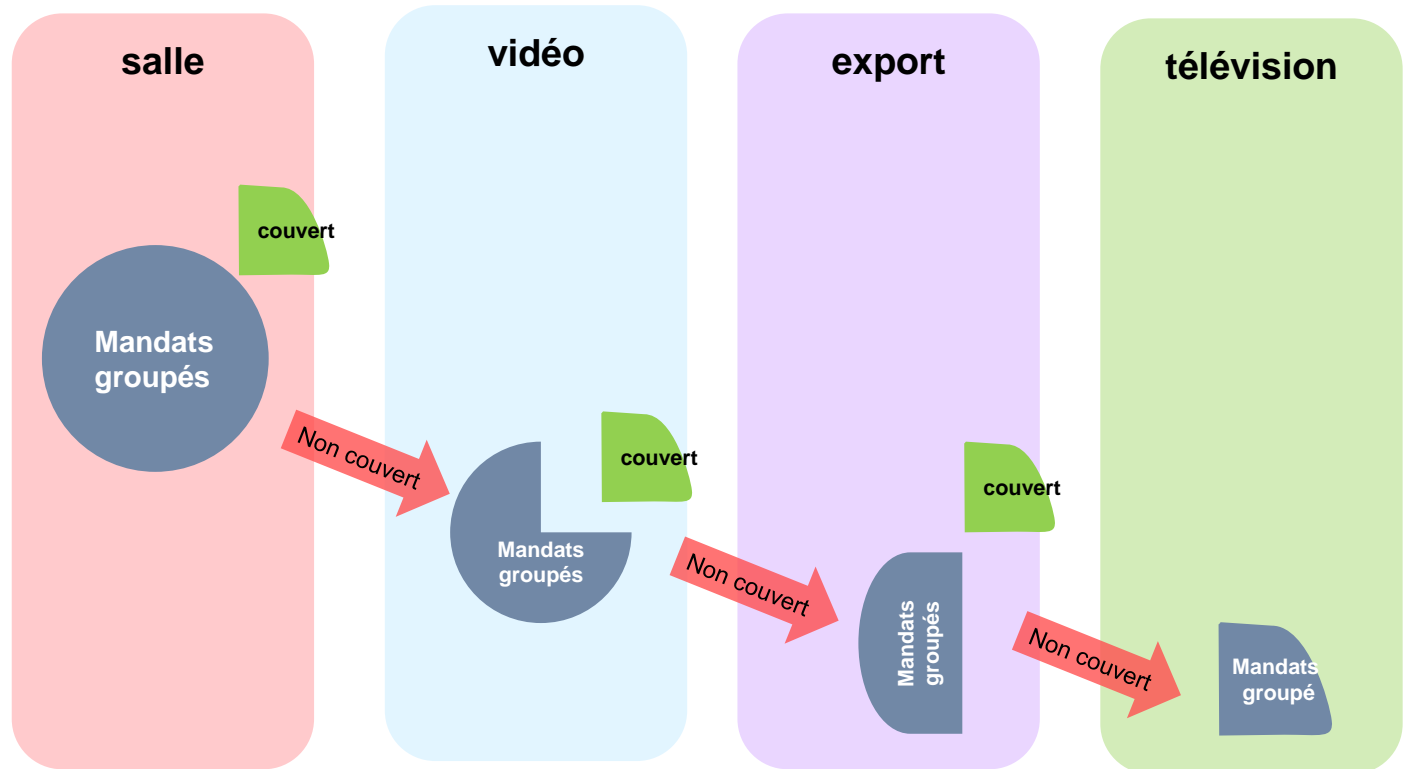 salle
couvert
Mandats
groupés
Non couvert
vidéo
couvert
Mandats
groupés
Non couvert
export
couvert
Mandats
groupés
Non couvert
télévision
Mandats
groupé